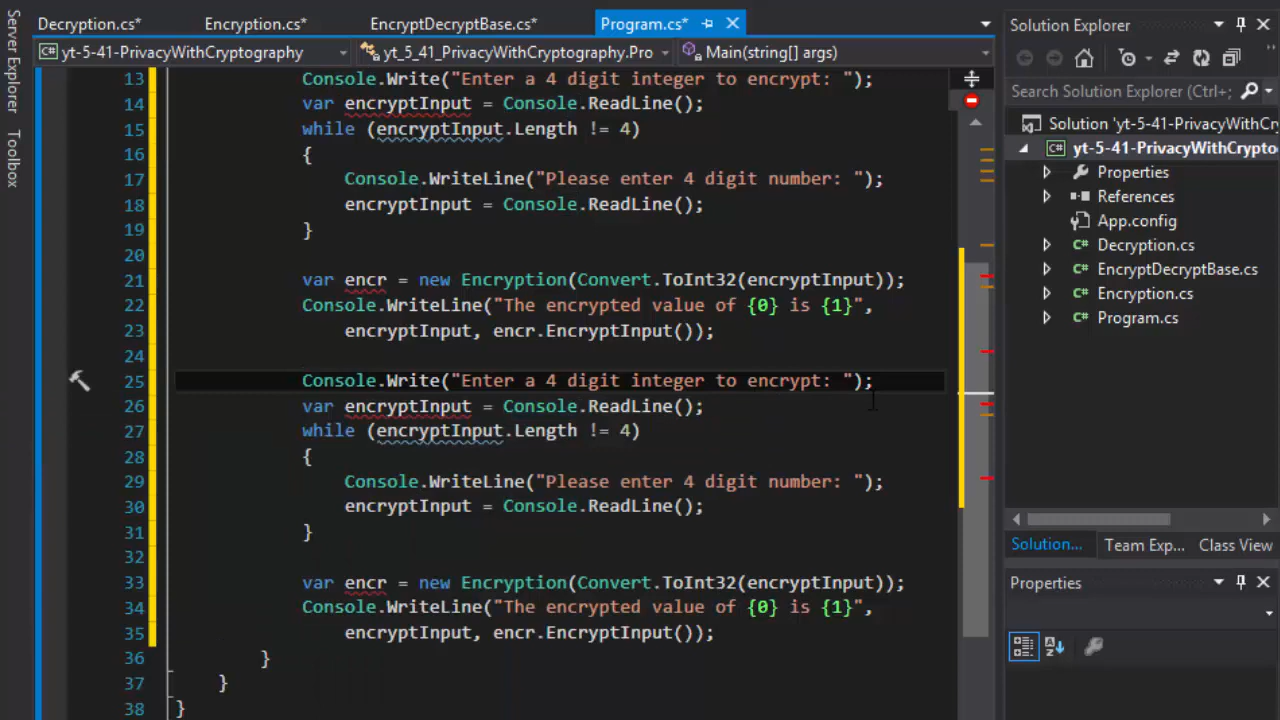 Server Explorer
Toolbox
Decryption.cs*
Encryption.cs*
EncryptDecryptBase.cs*
Program.cs*
yt-5-41-PrivacyWithCryptography
yt_5_41_PrivacyWithCryptography.Pro
Main(string[] args)
13 Console.Write("Enter a 4 digit integer to encrypt: ");
14 var encryptInput = Console.ReadLine();
15 while (encryptInput.Length != 4)
16 {
17 Console.WriteLine("Please enter 4 digit number: ");
18 encryptInput = Console.ReadLine();
19 }
20
21 var encr = new Encryption(Convert.ToInt32(encryptInput));
22 Console.WriteLine("The encrypted value of {0} is {1}",
23 encryptInput, encr.EncryptInput());
24
25 Console.Write("Enter a 4 digit integer to encrypt: ");
26 var encryptInput = Console.ReadLine();
27 while (encryptInput.Length != 4)
28 {
29 Console.WriteLine("Please enter 4 digit number: ");
30 encryptInput = Console.ReadLine();
31 }
32
33 var encr = new Encryption(Convert.ToInt32(encryptInput));
34 Console.WriteLine("The encrypted value of {0} is {1}",
35 encryptInput, encr.EncryptInput());
36 }
37 }
38 }
Solution Explorer
Search Solution Explorer (Ctrl+;
Solution 'yt-5-41-PrivacyWithCr
yt-5-41-PrivacyWithCrypto
Properties
References
App.config
Decryption.cs
EncryptDecryptBase.cs
Encryption.cs
Program.cs
Solution...
Team Exp...
Class View
Properties